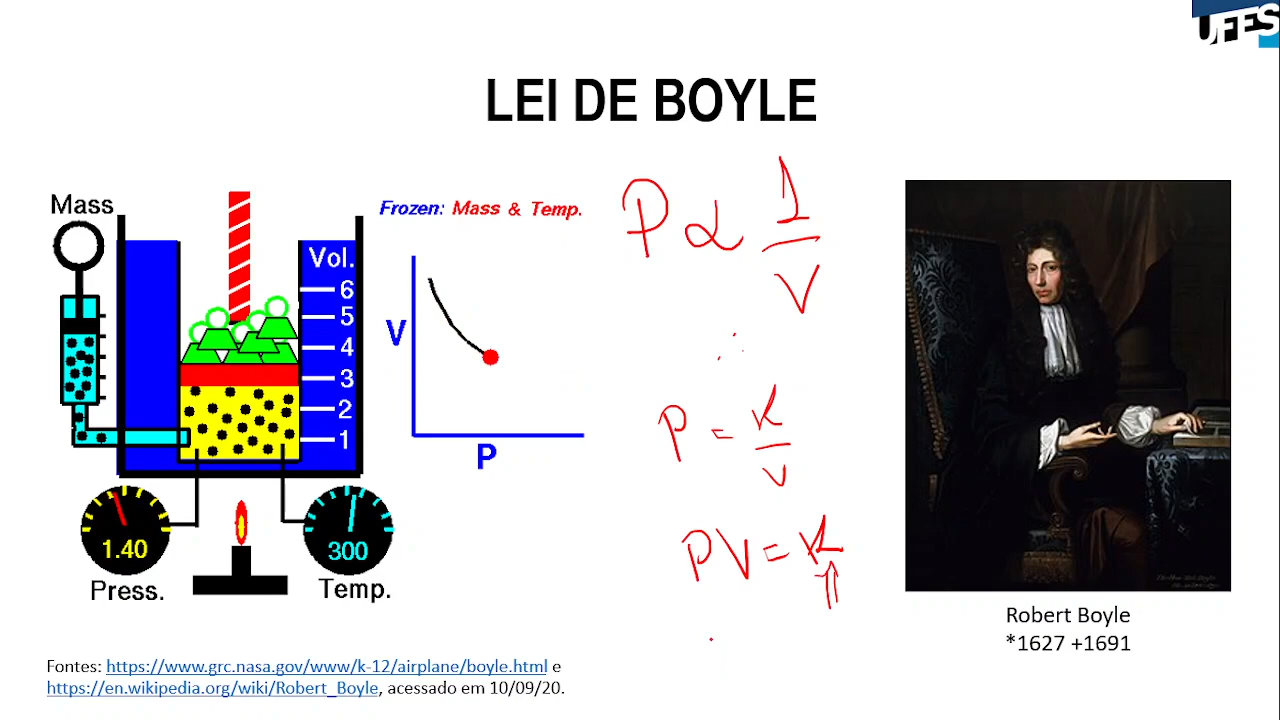 UFES
LEI DE BOYLE
Mass
Frozen: Mass & Temp.
Vol.
6
5
4
3
2
1
V
P
1.40
300
Press.
Temp.
P ∝ 1/V
∴
P = K/V
PV = K
⇑
Robert Boyle
*1627 +1691
Fontes: https://www.grc.nasa.gov/www/k-12/airplane/boyle.html e
https://en.wikipedia.org/wiki/Robert_Boyle, acessado em 10/09/20.